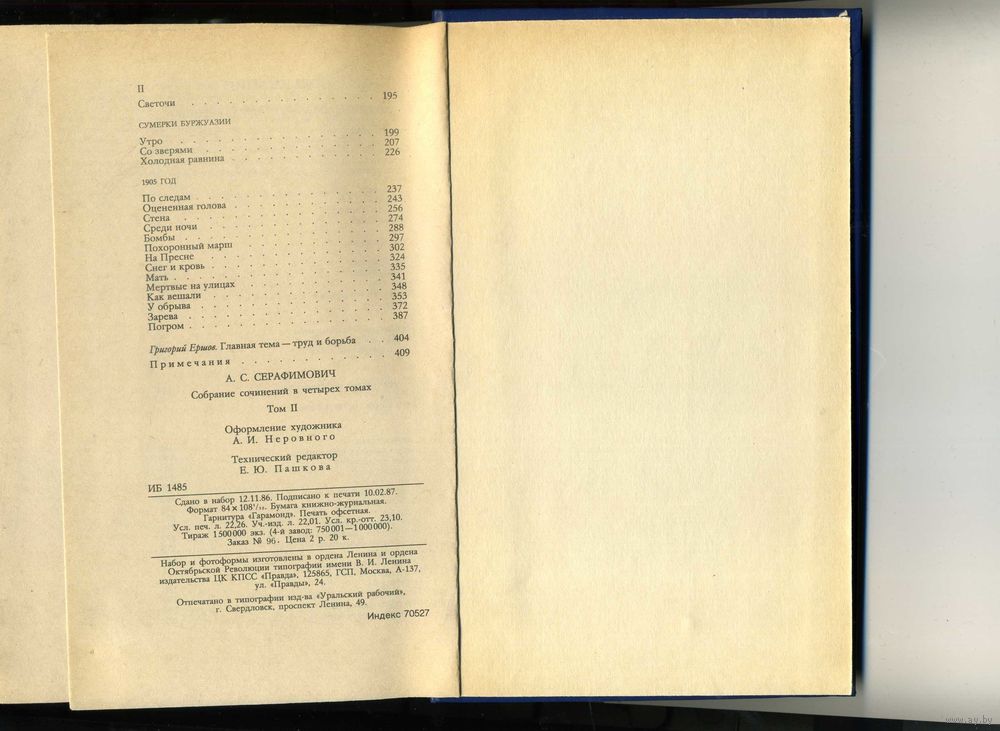 II
Светочи . . . . . . . . . . . . . . . . 195
СУМЕРКИ БУРЖУАЗИИ
Утро . . . . . . . . . . . . . . . . 199
Со зверями . . . . . . . . . . . . . . . . 207
Холодная равнина . . . . . . . . . . . . . 226
1905 ГОД
По следам . . . . . . . . . . . . . . . . 237
Оцененная голова . . . . . . . . . . . . . 243
Стена . . . . . . . . . . . . . . . . 256
Среди ночи . . . . . . . . . . . . . . . . 274
Бомбы . . . . . . . . . . . . . . . . 288
Похоронный марш . . . . . . . . . . . . . 297
На Пресне . . . . . . . . . . . . . . . . 302
Снег и кровь . . . . . . . . . . . . . . . 324
Мать . . . . . . . . . . . . . . . . 335
Мертвые на улицах . . . . . . . . . . . . . 341
Как вешали . . . . . . . . . . . . . . . . 348
У обрыва . . . . . . . . . . . . . . . . 353
Зарева . . . . . . . . . . . . . . . . 372
Погром . . . . . . . . . . . . . . . . 387
Григорий Ершов. Главная тема — труд и борьба . . 404
Примечания . . . . . . . . . . . . . . 409
А. С. СЕРАФИМОВИЧ
Собрание сочинений в четырех томах
Том II
Оформление художника
А. И. Неровного
Технический редактор
Е. Ю. Пашкова
ИБ 1485
Сдано в набор 12.11.86. Подписано к печати 10.02.87.
Формат 84×108¹/₃₂. Бумага книжно-журнальная.
Гарнитура «Гарамонд». Печать офсетная.
Усл. печ. л. 22,26. Уч.-изд. л. 22,01. Усл. кр.-отт. 23,10.
Тираж 1 500 000 экз. (4-й завод: 750 001—1 000 000).
Заказ № 96. Цена 2 р. 20 к.
Набор и фотоформы изготовлены в ордена Ленина и ордена
Октябрьской Революции типографии имени В. И. Ленина
издательства ЦК КПСС «Правда», 125865, ГСП, Москва, А-137,
ул. «Правды», 24.
Отпечатано в типографии изд-ва «Уральский рабочий»,
г. Свердловск, проспект Ленина, 49.
Индекс 70527
www.ay.by